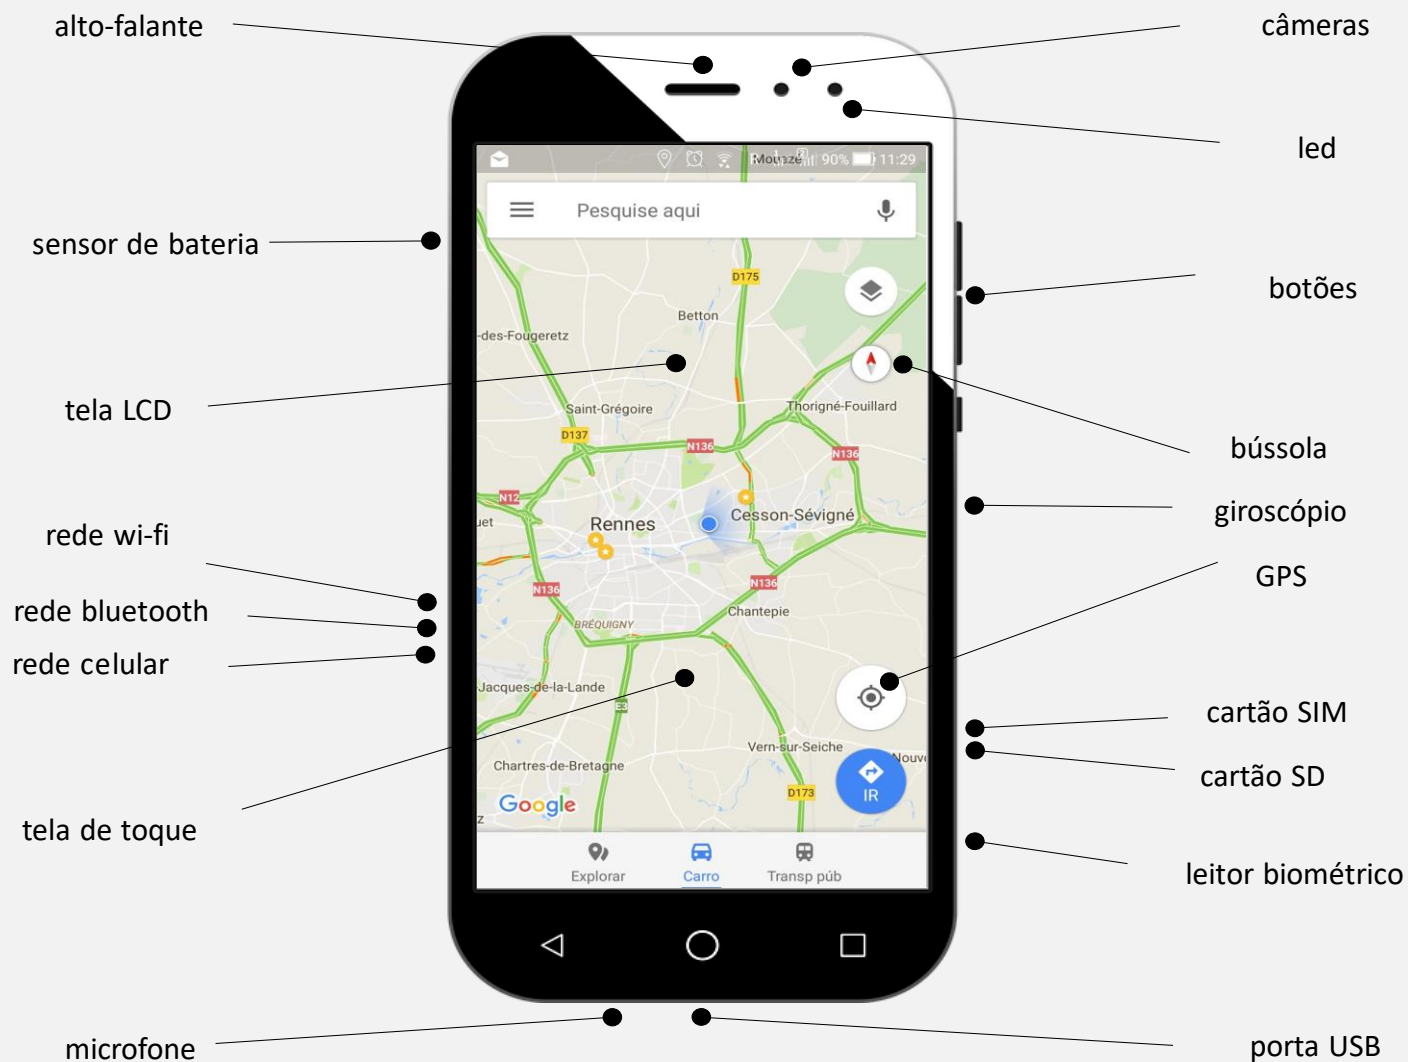 alto-falante
câmeras
led
Mouazé
90%
11:29
Pesquise aqui
sensor de bateria
D175
botões
Betton
-des-Fougeretz
tela LCD
Saint-Grégoire
Thorigné-Fouillard
D137
N136
N136
bússola
N12
uet
Rennes
Cesson-Sévigné
giroscópio
rede wi-fi
GPS
N136
N136
rede bluetooth
Chantepie
BRÉQUIGNY
rede celular
Jacques-de-la-Lande
cartão SIM
Vern-sur-Seiche
Nouv
Chartres-de-Bretagne
cartão SD
D173
IR
Google
z
tela de toque
Explorar
Carro
Transp púb
leitor biométrico
microfone
porta USB